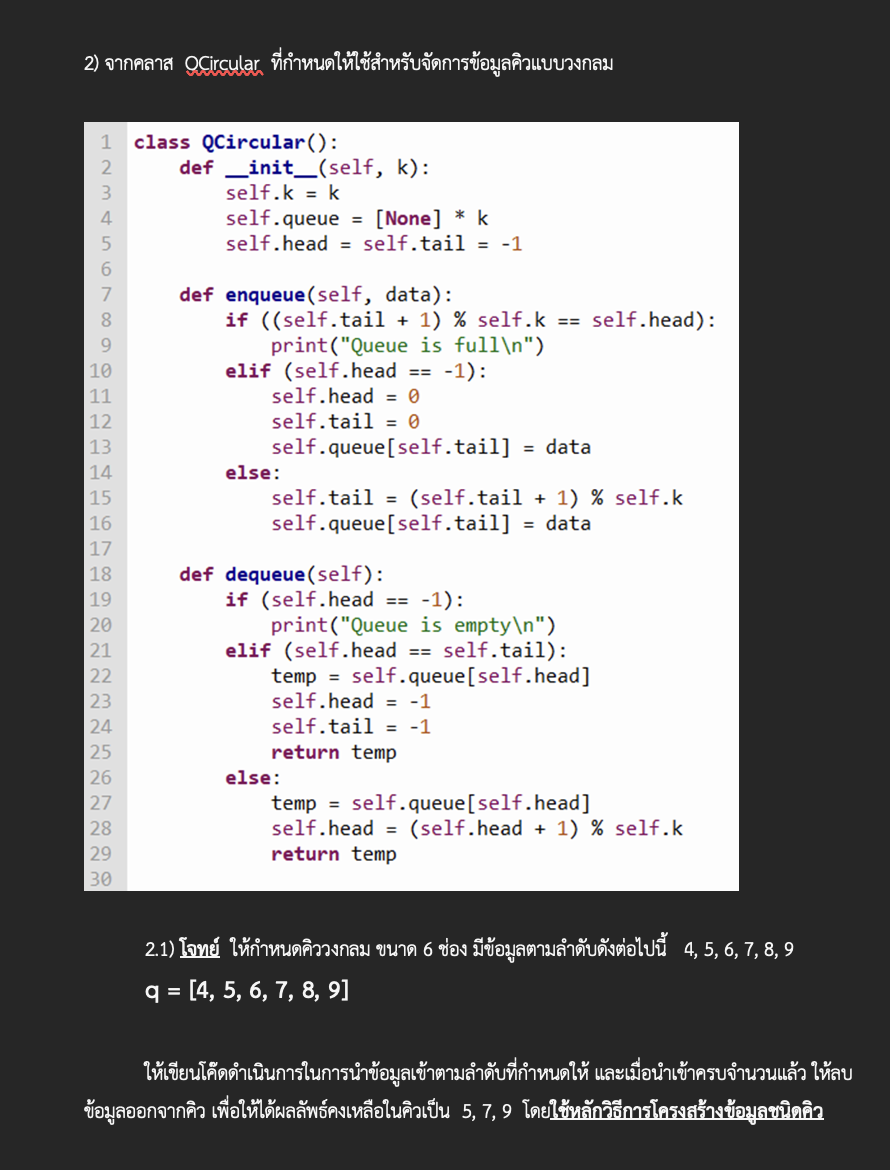 2) จากคลาส QCircular ที่กำหนดให้ใช้สำหรับจัดการข้อมูลคิวแบบวงกลม
1 class QCircular():
2     def __init__(self, k):
3         self.k = k
4         self.queue = [None] * k
5         self.head = self.tail = -1
6
7     def enqueue(self, data):
8         if ((self.tail + 1) % self.k == self.head):
9             print("Queue is full\n")
10         elif (self.head == -1):
11             self.head = 0
12             self.tail = 0
13             self.queue[self.tail] = data
14         else:
15             self.tail = (self.tail + 1) % self.k
16             self.queue[self.tail] = data
17
18     def dequeue(self):
19         if (self.head == -1):
20             print("Queue is empty\n")
21         elif (self.head == self.tail):
22             temp = self.queue[self.head]
23             self.head = -1
24             self.tail = -1
25             return temp
26         else:
27             temp = self.queue[self.head]
28             self.head = (self.head + 1) % self.k
29             return temp
30
2.1) โจทย์ ให้กำหนดคิววงกลม ขนาด 6 ช่อง มีข้อมูลตามลำดับดังต่อไปนี้ 4, 5, 6, 7, 8, 9
q = [4, 5, 6, 7, 8, 9]
ให้เขียนโค๊ดดำเนินการในการนำข้อมูลเข้าตามลำดับที่กำหนดให้ และเมื่อนำเข้าครบจำนวนแล้ว ให้ลบ
ข้อมูลออกจากคิว เพื่อให้ได้ผลลัพธ์คงเหลือในคิวเป็น 5, 7, 9 โดยใช้หลักวิธีการโครงสร้างข้อมูลชนิดคิว